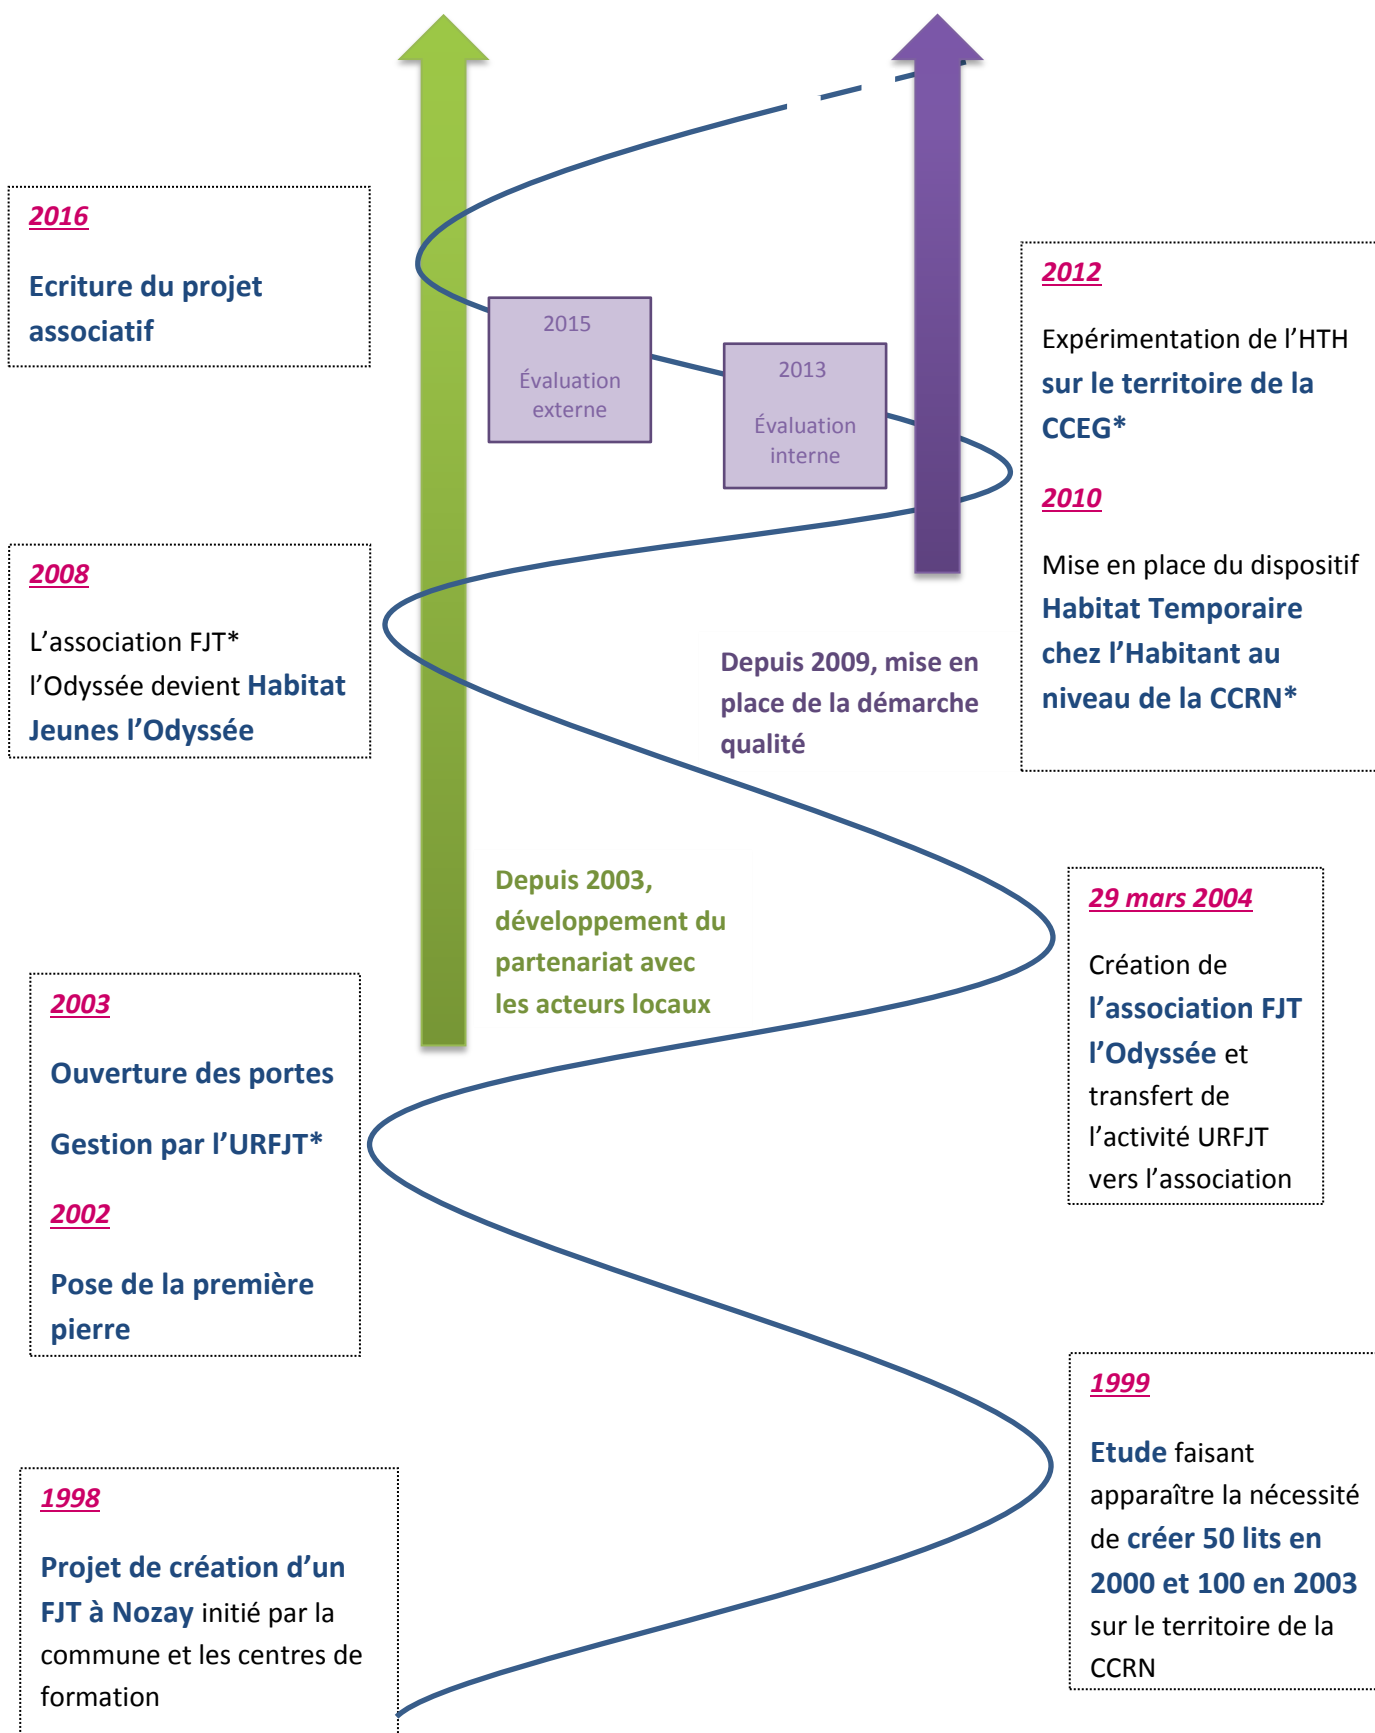 2016
Ecriture du projet
associatif
2015
Évaluation
externe
2013
Évaluation
interne
2012
Expérimentation de l’HTH
sur le territoire de la
CCEG*
2010
Mise en place du dispositif
Habitat Temporaire
chez l’Habitant au
niveau de la CCRN*
2008
L’association FJT*
l’Odyssée devient Habitat
Jeunes l’Odyssée
Depuis 2009, mise en
place de la démarche
qualité
Depuis 2003,
développement du
partenariat avec
les acteurs locaux
29 mars 2004
Création de
l’association FJT
l’Odyssée et
transfert de
l’activité URFJT
vers l’association
2003
Ouverture des portes
Gestion par l’URFJT*
2002
Pose de la première
pierre
1999
Etude faisant
apparaître la nécessité
de créer 50 lits en
2000 et 100 en 2003
sur le territoire de la
CCRN
1998
Projet de création d’un
FJT à Nozay initié par la
commune et les centres de
formation